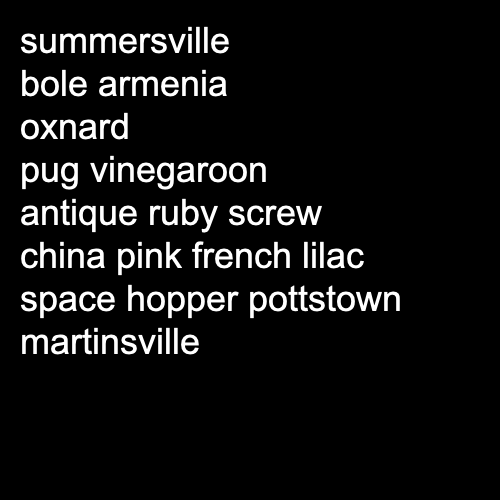 summersville
bole armenia
oxnard
pug vinegaroon
antique ruby screw
china pink french lilac
space hopper pottstown
martinsville